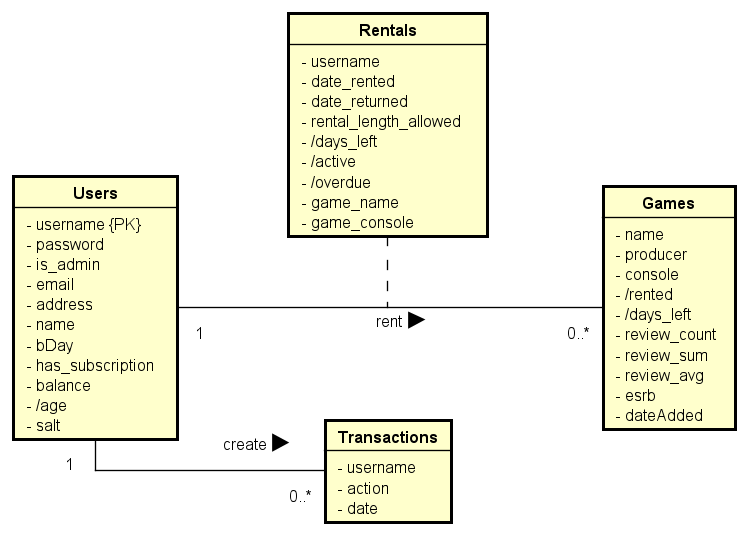 Rentals
- username
- date_rented
- date_returned
- rental_length_allowed
- /days_left
- /active
- /overdue
- game_name
- game_console
Users
- username {PK}
- password
- is_admin
- email
- address
- name
- bDay
- has_subscription
- balance
- /age
- salt
Games
- name
- producer
- console
- /rented
- /days_left
- review_count
- review_sum
- review_avg
- esrb
- dateAdded
1
rent
0..*
1
create
0..*
Transactions
- username
- action
- date